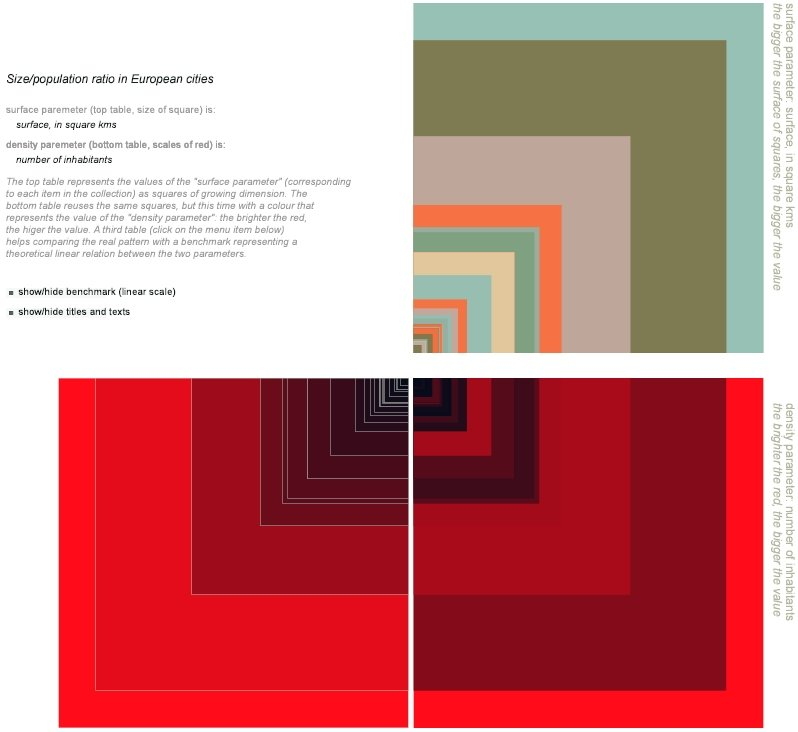 Size/population ratio in European cities
surface paremeter (top table, size of square) is:
surface, in square kms
density paremeter (bottom table, scales of red) is:
number of inhabitants
The top table represents the values of the "surface parameter" (corresponding
to each item in the collection) as squares of growing dimension. The
bottom table reuses the same squares, but this time with a colour that
represents the value of the "density parameter": the brighter the red,
the higer the value. A third table (click on the menu item below)
helps comparing the real pattern with a benchmark representing a
theoretical linear relation between the two parameters.
show/hide benchmark (linear scale)
show/hide titles and texts
surface parameter: surface, in square kms
the bigger the surface of squares, the bigger the value
density parameter: number of inhabitants
the brighter the red, the bigger the value